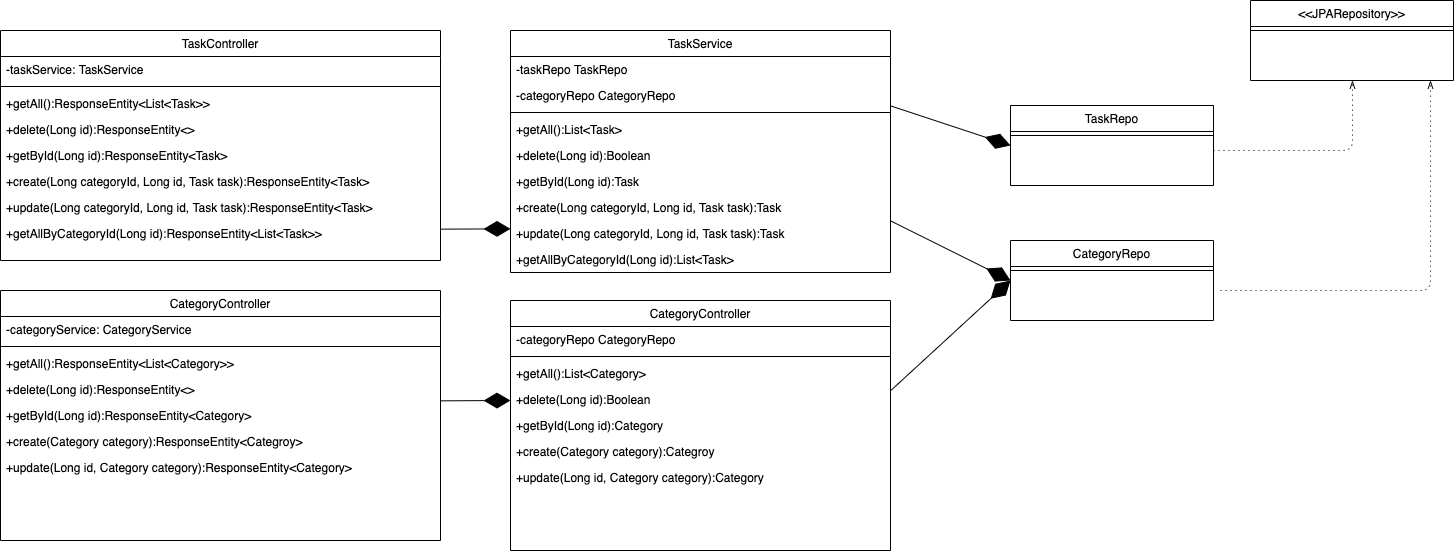 <<JPARepository>>
TaskController
-taskService: TaskService
+getAll():ResponseEntity<List<Task>>
+delete(Long id):ResponseEntity<>
+getById(Long id):ResponseEntity<Task>
+create(Long categoryId, Long id, Task task):ResponseEntity<Task>
+update(Long categoryId, Long id, Task task):ResponseEntity<Task>
+getAllByCategoryId(Long id):ResponseEntity<List<Task>>
TaskService
-taskRepo TaskRepo
-categoryRepo CategoryRepo
+getAll():List<Task>
+delete(Long id):Boolean
+getById(Long id):Task
+create(Long categoryId, Long id, Task task):Task
+update(Long categoryId, Long id, Task task):Task
+getAllByCategoryId(Long id):List<Task>
TaskRepo
CategoryRepo
CategoryController
-categoryService: CategoryService
+getAll():ResponseEntity<List<Category>>
+delete(Long id):ResponseEntity<>
+getById(Long id):ResponseEntity<Category>
+create(Category category):ResponseEntity<Categroy>
+update(Long id, Category category):ResponseEntity<Category>
CategoryController
-categoryRepo CategoryRepo
+getAll():List<Category>
+delete(Long id):Boolean
+getById(Long id):Category
+create(Category category):Categroy
+update(Long id, Category category):Category